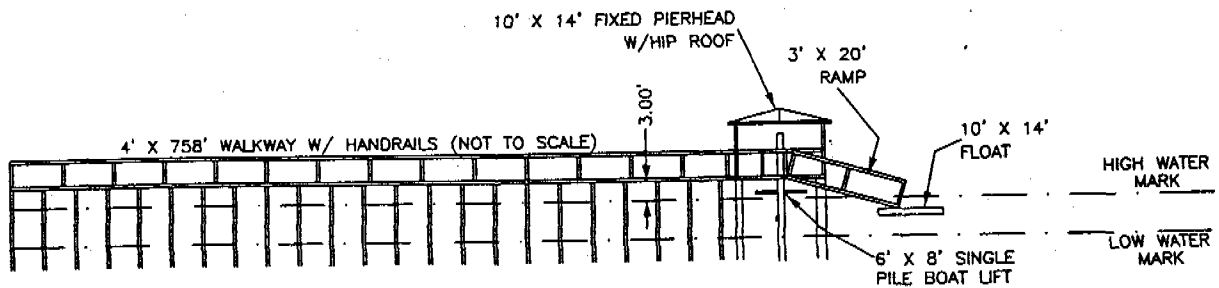 10' X 14' FIXED PIERHEAD
W/HIP ROOF
3' X 20'
RAMP
3.00'
4' X 758' WALKWAY W/ HANDRAILS (NOT TO SCALE)
10' X 14'
FLOAT
HIGH WATER
MARK
LOW WATER
MARK
6' X 8' SINGLE
PILE BOAT LIFT